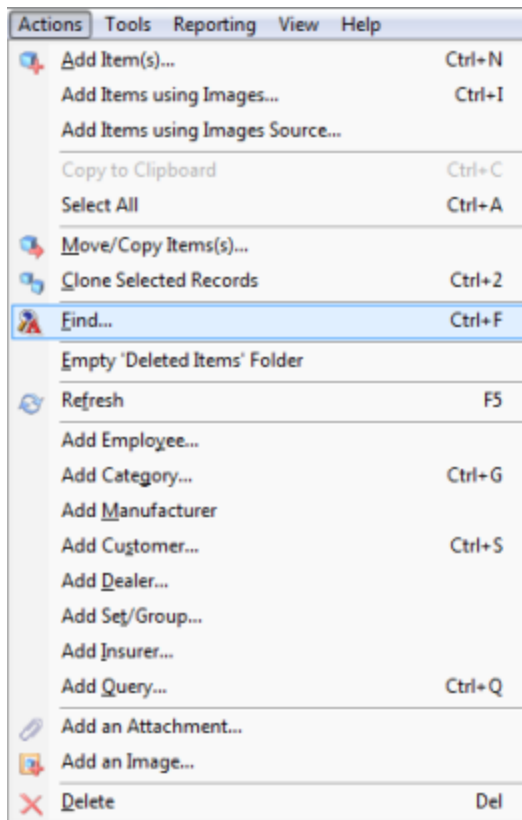 Actions Tools Reporting View Help
Add Item(s)... Ctrl+N
Add Items using Images... Ctrl+I
Add Items using Images Source...
Copy to Clipboard Ctrl+C
Select All Ctrl+A
Move/Copy Items(s)...
Clone Selected Records Ctrl+2
Find... Ctrl+F
Empty 'Deleted Items' Folder
Refresh F5
Add Employee...
Add Category... Ctrl+G
Add Manufacturer
Add Customer... Ctrl+S
Add Dealer...
Add Set/Group...
Add Insurer...
Add Query... Ctrl+Q
Add an Attachment...
Add an Image...
Delete Del